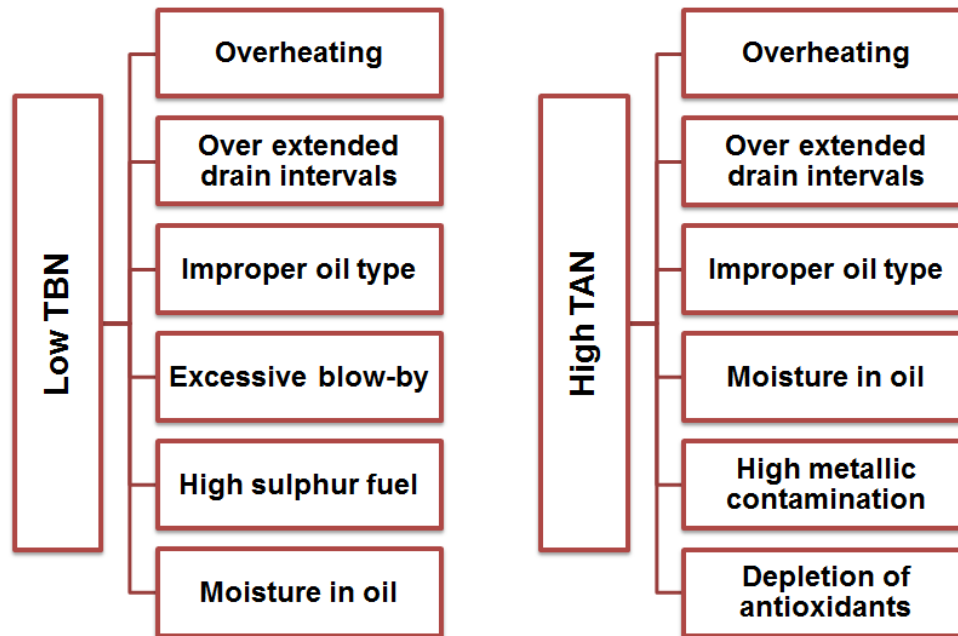 Low TBN
Overheating
Over extended
drain intervals
Improper oil type
Excessive blow-by
High sulphur fuel
Moisture in oil
High TAN
Overheating
Over extended
drain intervals
Improper oil type
Moisture in oil
High metallic
contamination
Depletion of
antioxidants